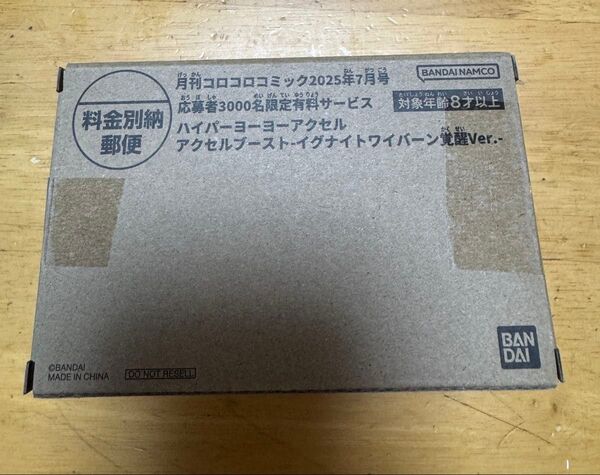 月刊コロコロコミック2025年7月号
応募者3000名限定有料サービス
ハイパーヨーヨーアクセル
アクセルブースト-イグナイトワイバーン覚醒Ver.-
料金別納
郵便
BANDAI NAMCO
対象年齢8才以上
©BANDAI
MADE IN CHINA
DO NOT RESELL
BAN
DAI